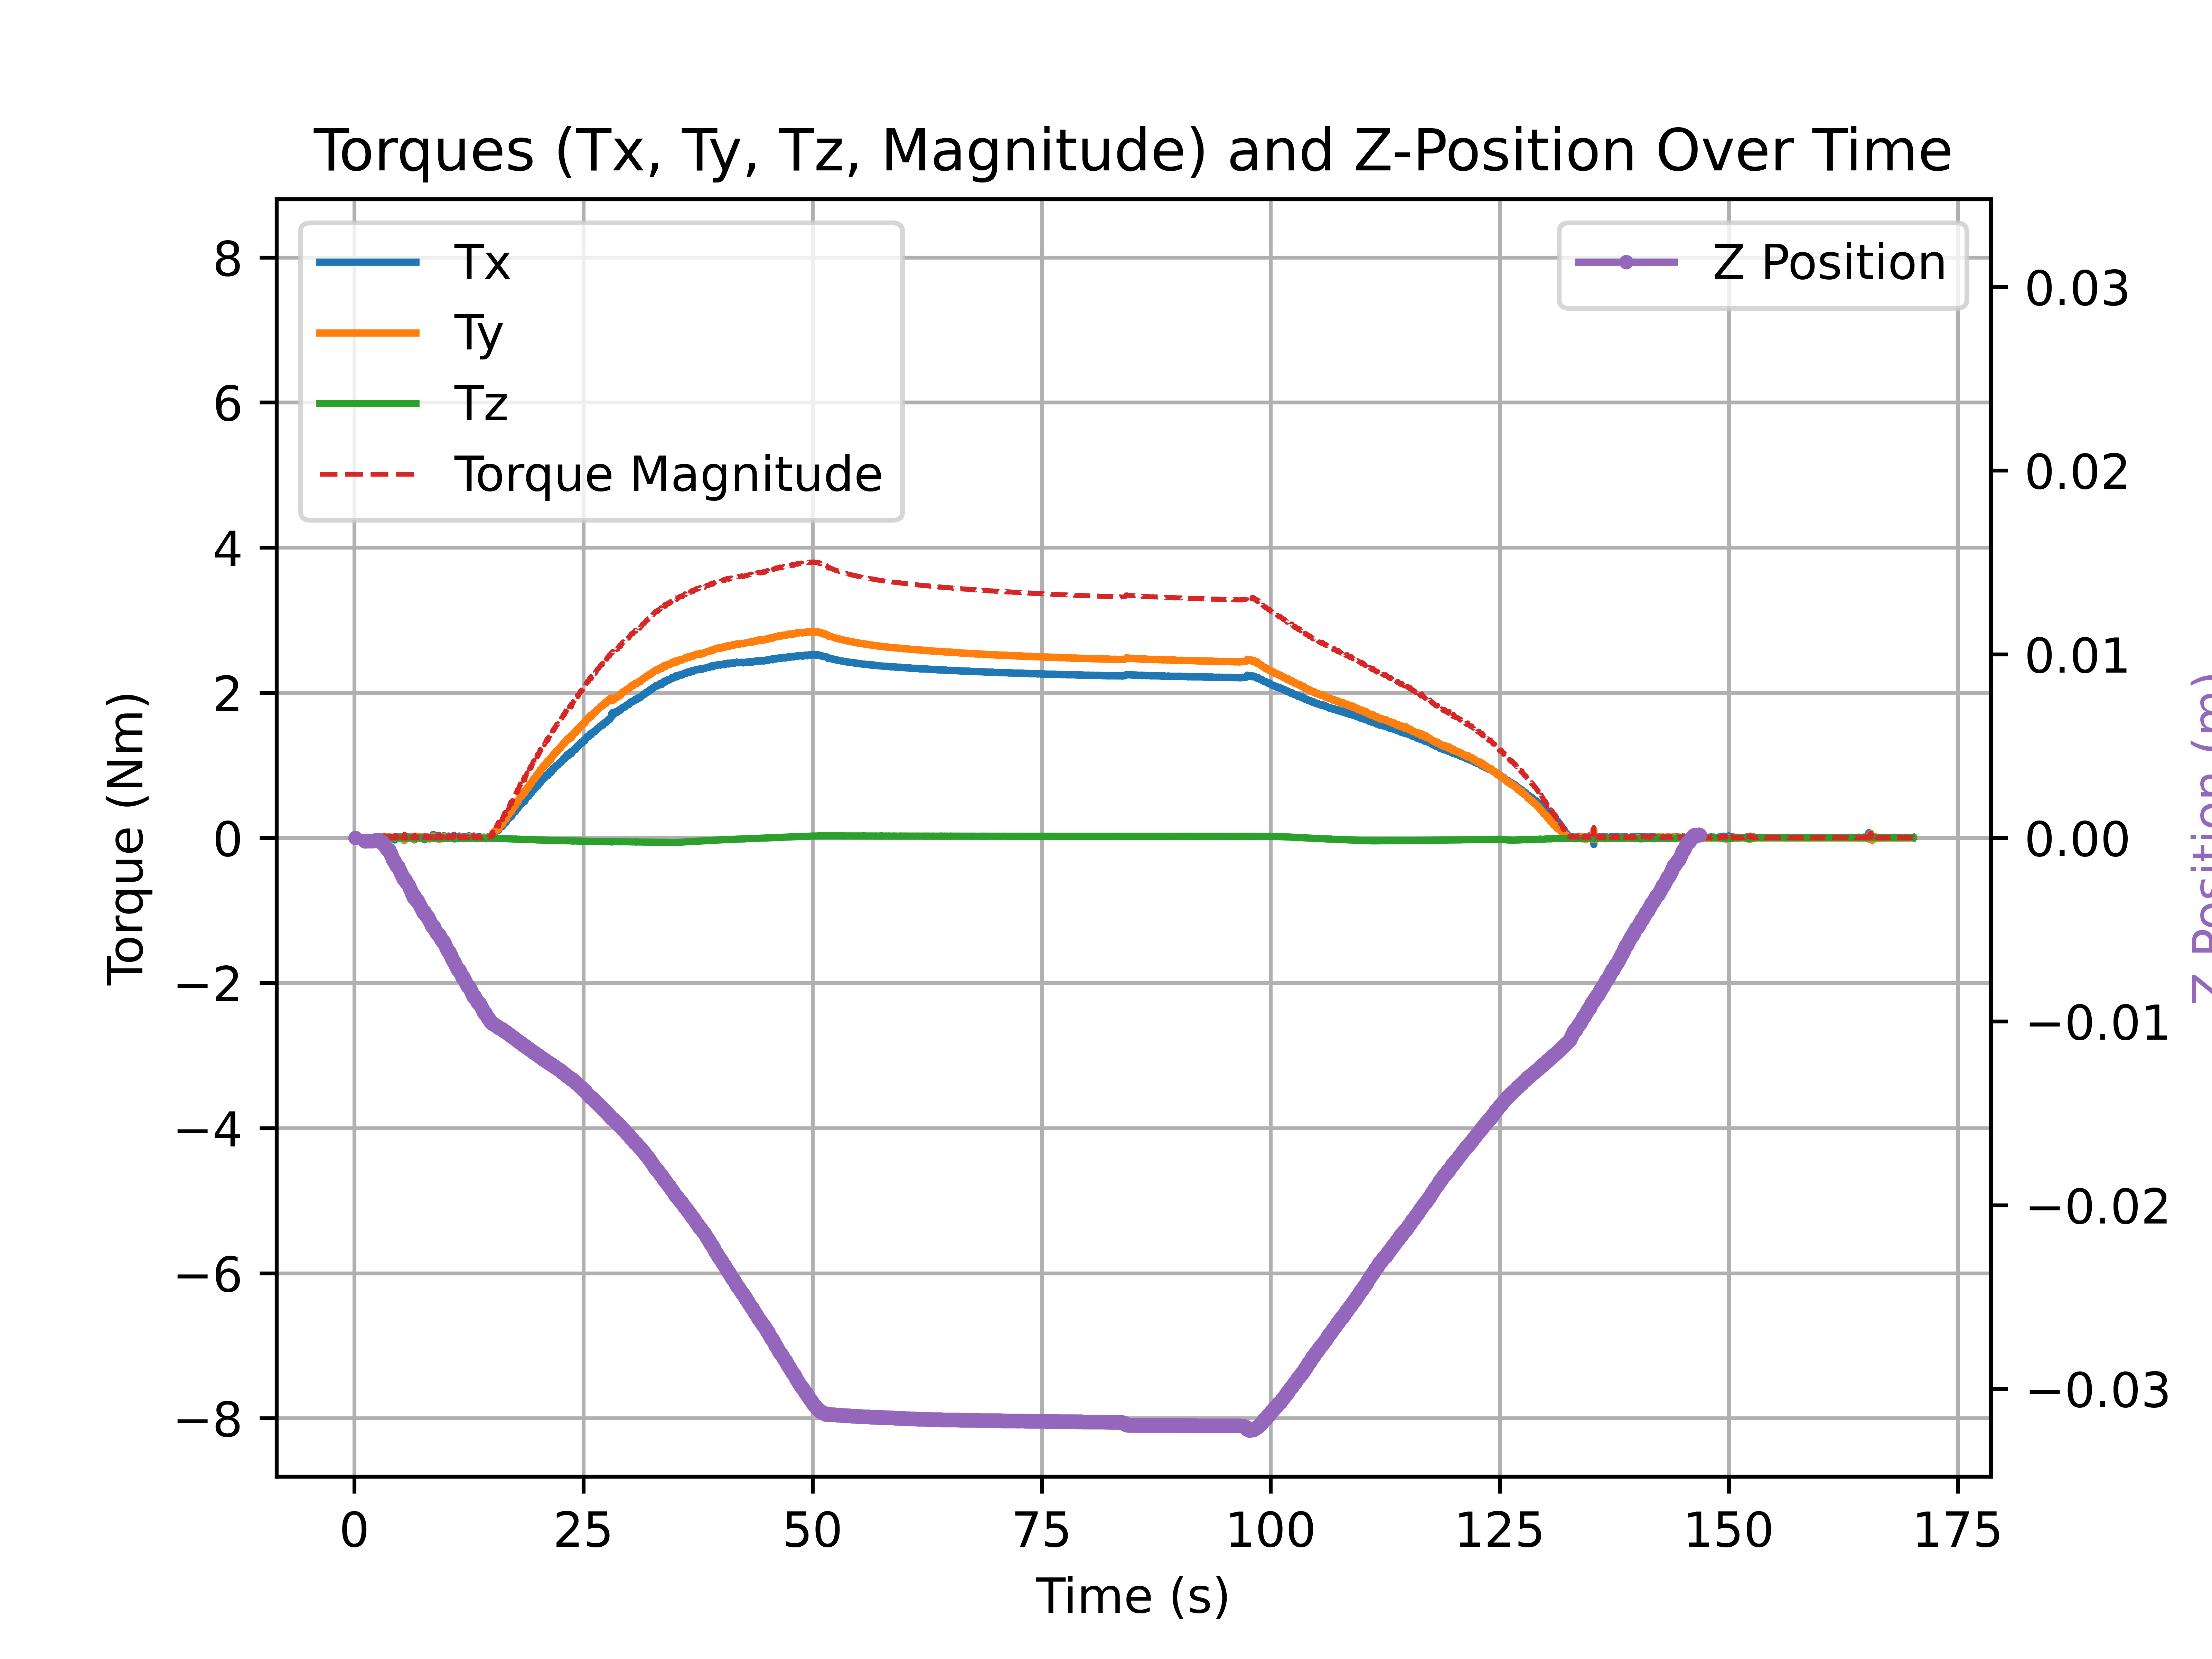 Torques (Tx, Ty, Tz, Magnitude) and Z-Position Over Time
Tx
Ty
Tz
Torque Magnitude
Z Position
8
6
4
2
0
−2
−4
−6
−8
Torque (Nm)
0.03
0.02
0.01
0.00
−0.01
−0.02
−0.03
Z Position (m)
0
25
50
75
100
125
150
175
Time (s)